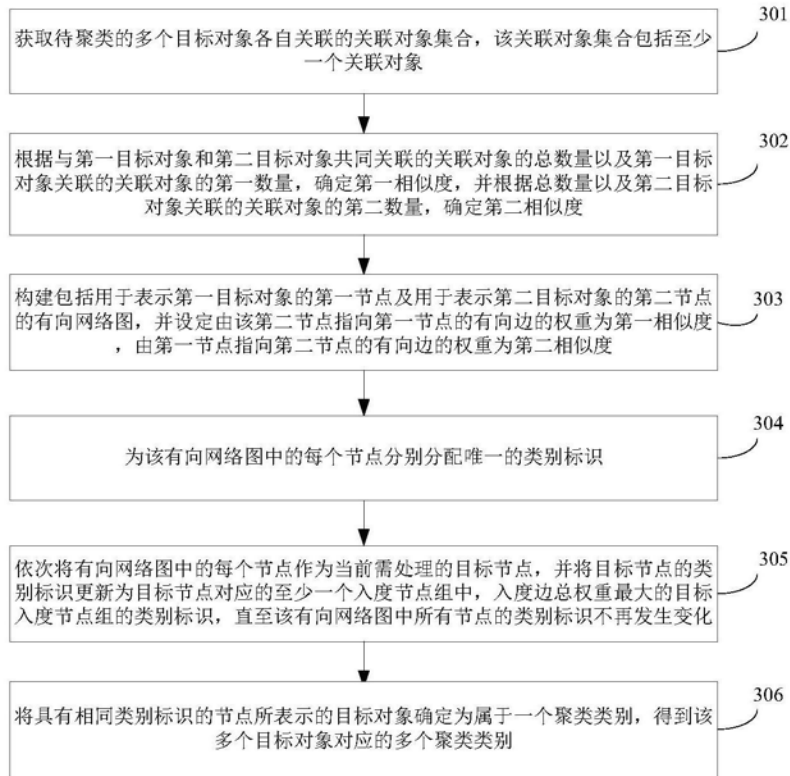 301
获取待聚类的多个目标对象各自关联的关联对象集合，该关联对象集合包括至少
一个关联对象
302
根据与第一目标对象和第二目标对象共同关联的关联对象的总数量以及第一目标
对象关联的关联对象的第一数量，确定第一相似度，并根据总数量以及第二目标
对象关联的关联对象的第二数量，确定第二相似度
303
构建包括用于表示第一目标对象的第一节点及用于表示第二目标对象的第二节点
的有向网络图，并设定由该第二节点指向第一节点的有向边的权重为第一相似度
，由第一节点指向第二节点的有向边的权重为第二相似度
304
为该有向网络图中的每个节点分别分配唯一的类别标识
305
依次将有向网络图中的每个节点作为当前需处理的目标节点，并将目标节点的类
别标识更新为目标节点对应的至少一个入度节点组中，入度边总权重最大的目标
入度节点组的类别标识，直至该有向网络图中所有节点的类别标识不再发生变化
306
将具有相同类别标识的节点所表示的目标对象确定为属于一个聚类类别，得到该
多个目标对象对应的多个聚类类别